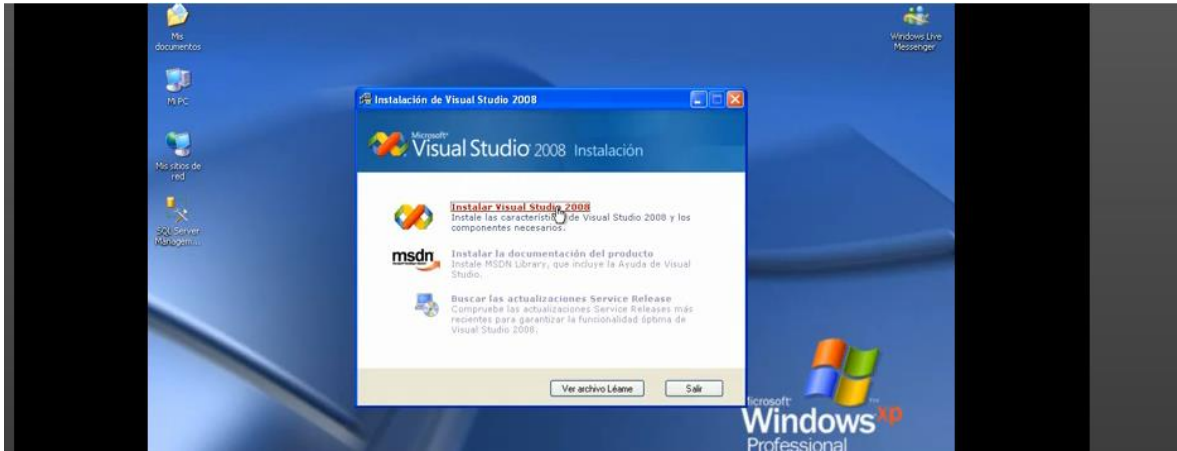 Mis
documentos
Mi PC
Mis sitios de
red
SQL Server
Managem...
Windows Live
Messenger
Instalación de Visual Studio 2008
Microsoft
Visual Studio 2008 Instalación
Instalar Visual Studio 2008
Instale las característi de Visual Studio 2008 y los
componentes necesarios.
msdn
Instalar la documentación del producto
Instale MSDN Library, que incluye la Ayuda de Visual
Studio.
Buscar las actualizaciones Service Release
Compruebe las actualizaciones Service Releases más
recientes para garantizar la funcionalidad óptima de
Visual Studio 2008.
Ver archivo Léame
Salir
Microsoft
Windows xp
Professional